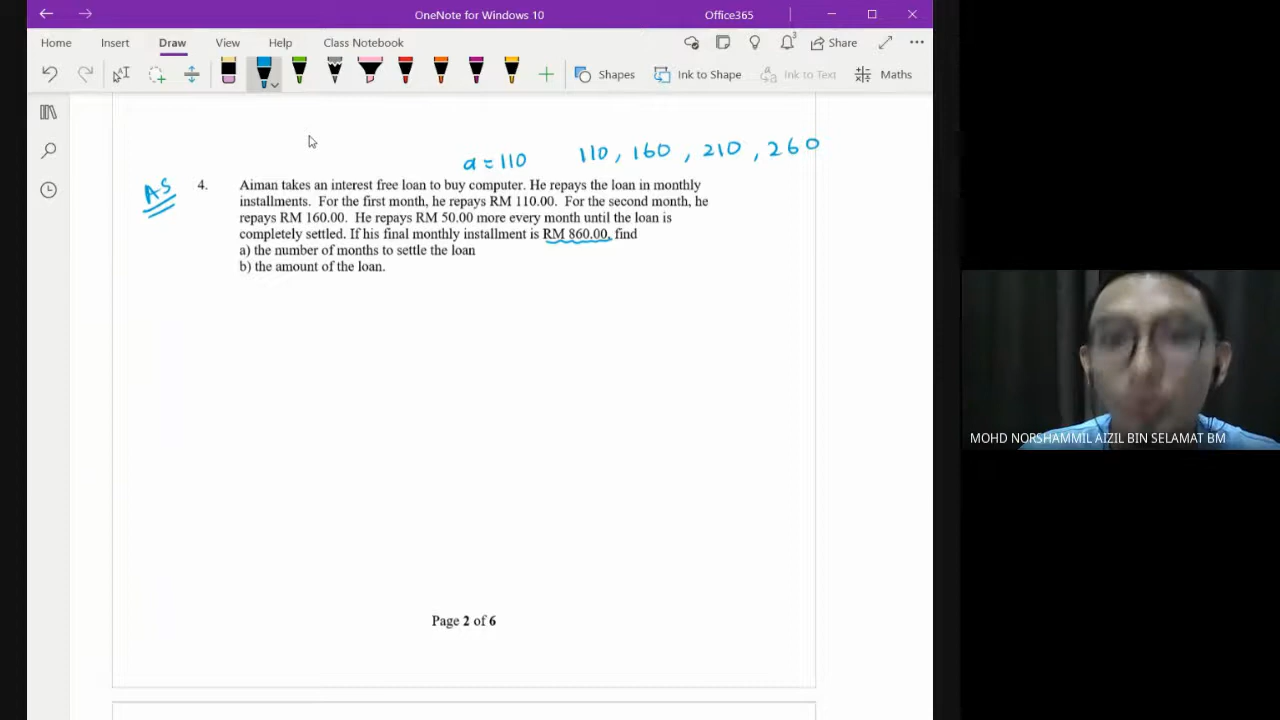 OneNote for Windows 10
Office365
Home Insert Draw View Help Class Notebook
Share
Shapes Ink to Shape Ink to Text Maths
a = 110 110, 160, 210, 260
AS
4. Aiman takes an interest free loan to buy computer. He repays the loan in monthly
installments. For the first month, he repays RM 110.00. For the second month, he
repays RM 160.00. He repays RM 50.00 more every month until the loan is
completely settled. If his final monthly installment is RM 860.00, find
a) the number of months to settle the loan
b) the amount of the loan.
Page 2 of 6
MOHD NORSHAMMIL AIZIL BIN SELAMAT BM